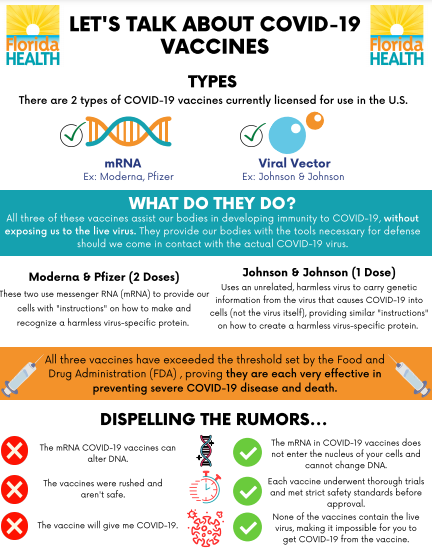 LET'S TALK ABOUT COVID-19
VACCINES
Florida
HEALTH
Florida
HEALTH
TYPES
There are 2 types of COVID-19 vaccines currently licensed for use in the U.S.
mRNA
Ex: Moderna, Pfizer
Viral Vector
Ex: Johnson & Johnson
WHAT DO THEY DO?
All three of these vaccines assist our bodies in developing immunity to COVID-19, without
exposing us to the live virus. They provide our bodies with the tools necessary for defense
should we come in contact with the actual COVID-19 virus.
Moderna & Pfizer (2 Doses)
These two use messenger RNA (mRNA) to provide our
cells with "instructions" on how to make and
recognize a harmless virus-specific protein.
Johnson & Johnson (1 Dose)
Uses an unrelated, harmless virus to carry genetic
information from the virus that causes COVID-19 into
cells (not the virus itself), providing similar "instructions"
on how to create a harmless virus-specific protein.
All three vaccines have exceeded the threshold set by the Food and
Drug Administration (FDA) , proving they are each very effective in
preventing severe COVID-19 disease and death.
DISPELLING THE RUMORS...
The mRNA COVID-19 vaccines can
alter DNA.
The mRNA in COVID-19 vaccines does
not enter the nucleus of your cells and
cannot change DNA.
The vaccines were rushed and
aren't safe.
Each vaccine underwent thorough trials
and met strict safety standards before
approval.
The vaccine will give me COVID-19.
None of the vaccines contain the live
virus, making it impossible for you to
get COVID-19 from the vaccine.